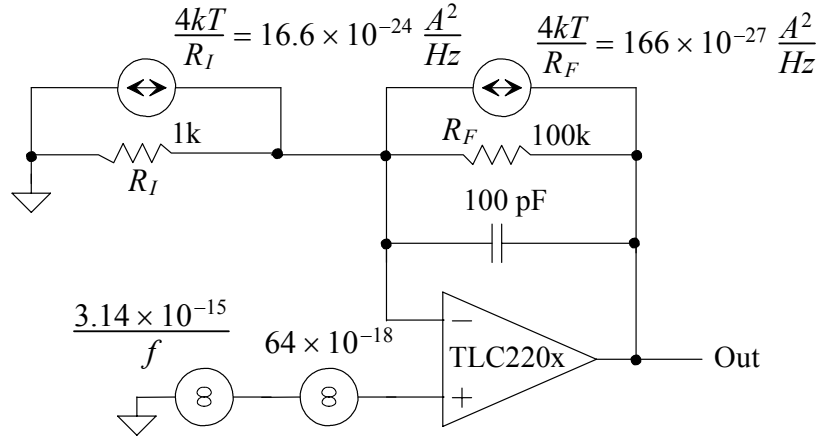 4kT/R_I = 16.6 × 10⁻²⁴ A²/Hz
4kT/R_F = 166 × 10⁻²⁷ A²/Hz
1k
R_I
R_F
100k
100 pF
3.14 × 10⁻¹⁵/f
64 × 10⁻¹⁸
−
TLC220x
+
Out